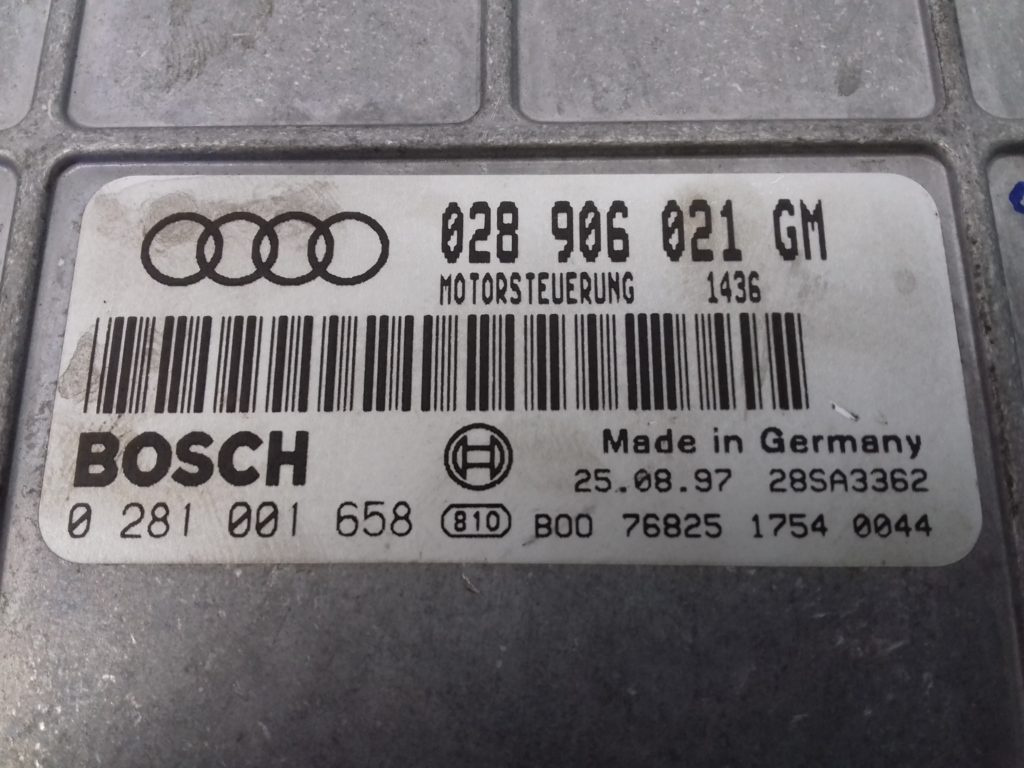 028 906 021 GM
MOTORSTEUERUNG 1436
BOSCH
Made in Germany
25.08.97 28SA3362
0 281 001 658 810 B00 76825 1754 0044